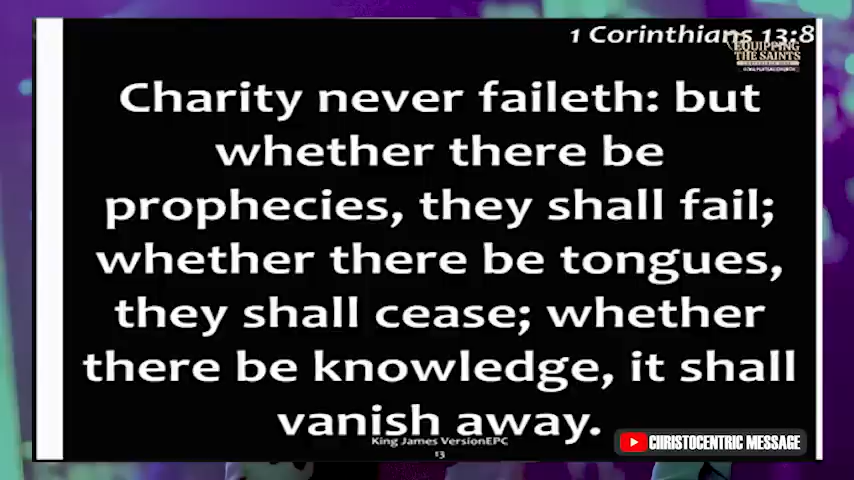 1 Corinthians 13:8
EQUIPPING
THE SAINTS
Charity never faileth: but
whether there be
prophecies, they shall fail;
whether there be tongues,
they shall cease; whether
there be knowledge, it shall
vanish away.
King James VersionEPC
13
CHRISTOCENTRIC MESSAGE